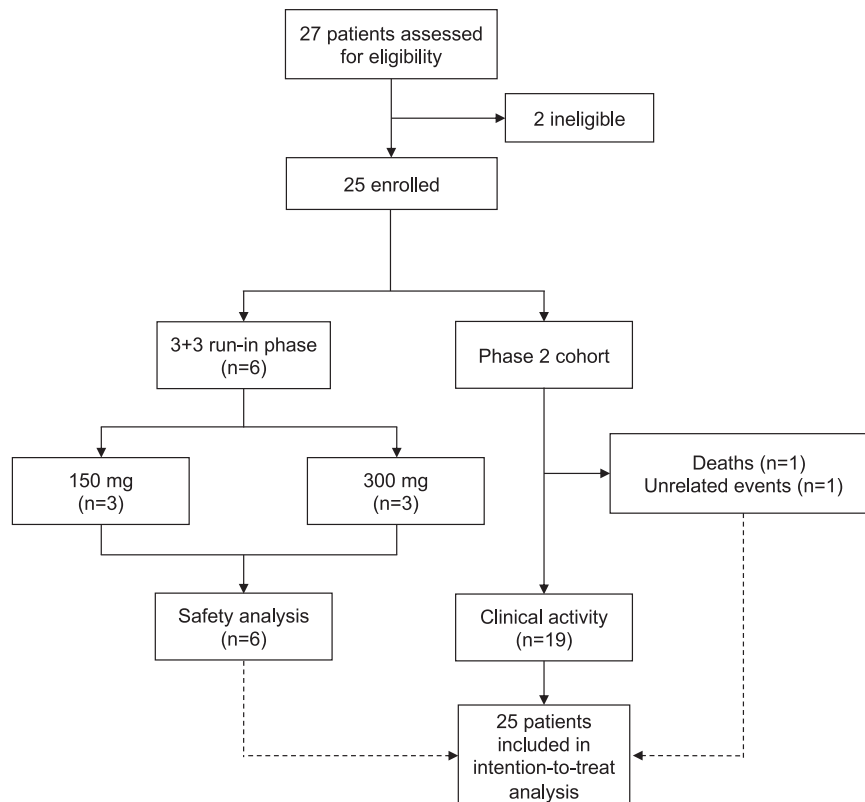 27 patients assessed
for eligibility
2 ineligible
25 enrolled
3+3 run-in phase
(n=6)
Phase 2 cohort
150 mg
(n=3)
300 mg
(n=3)
Deaths (n=1)
Unrelated events (n=1)
Safety analysis
(n=6)
Clinical activity
(n=19)
25 patients
included in
intention-to-treat
analysis